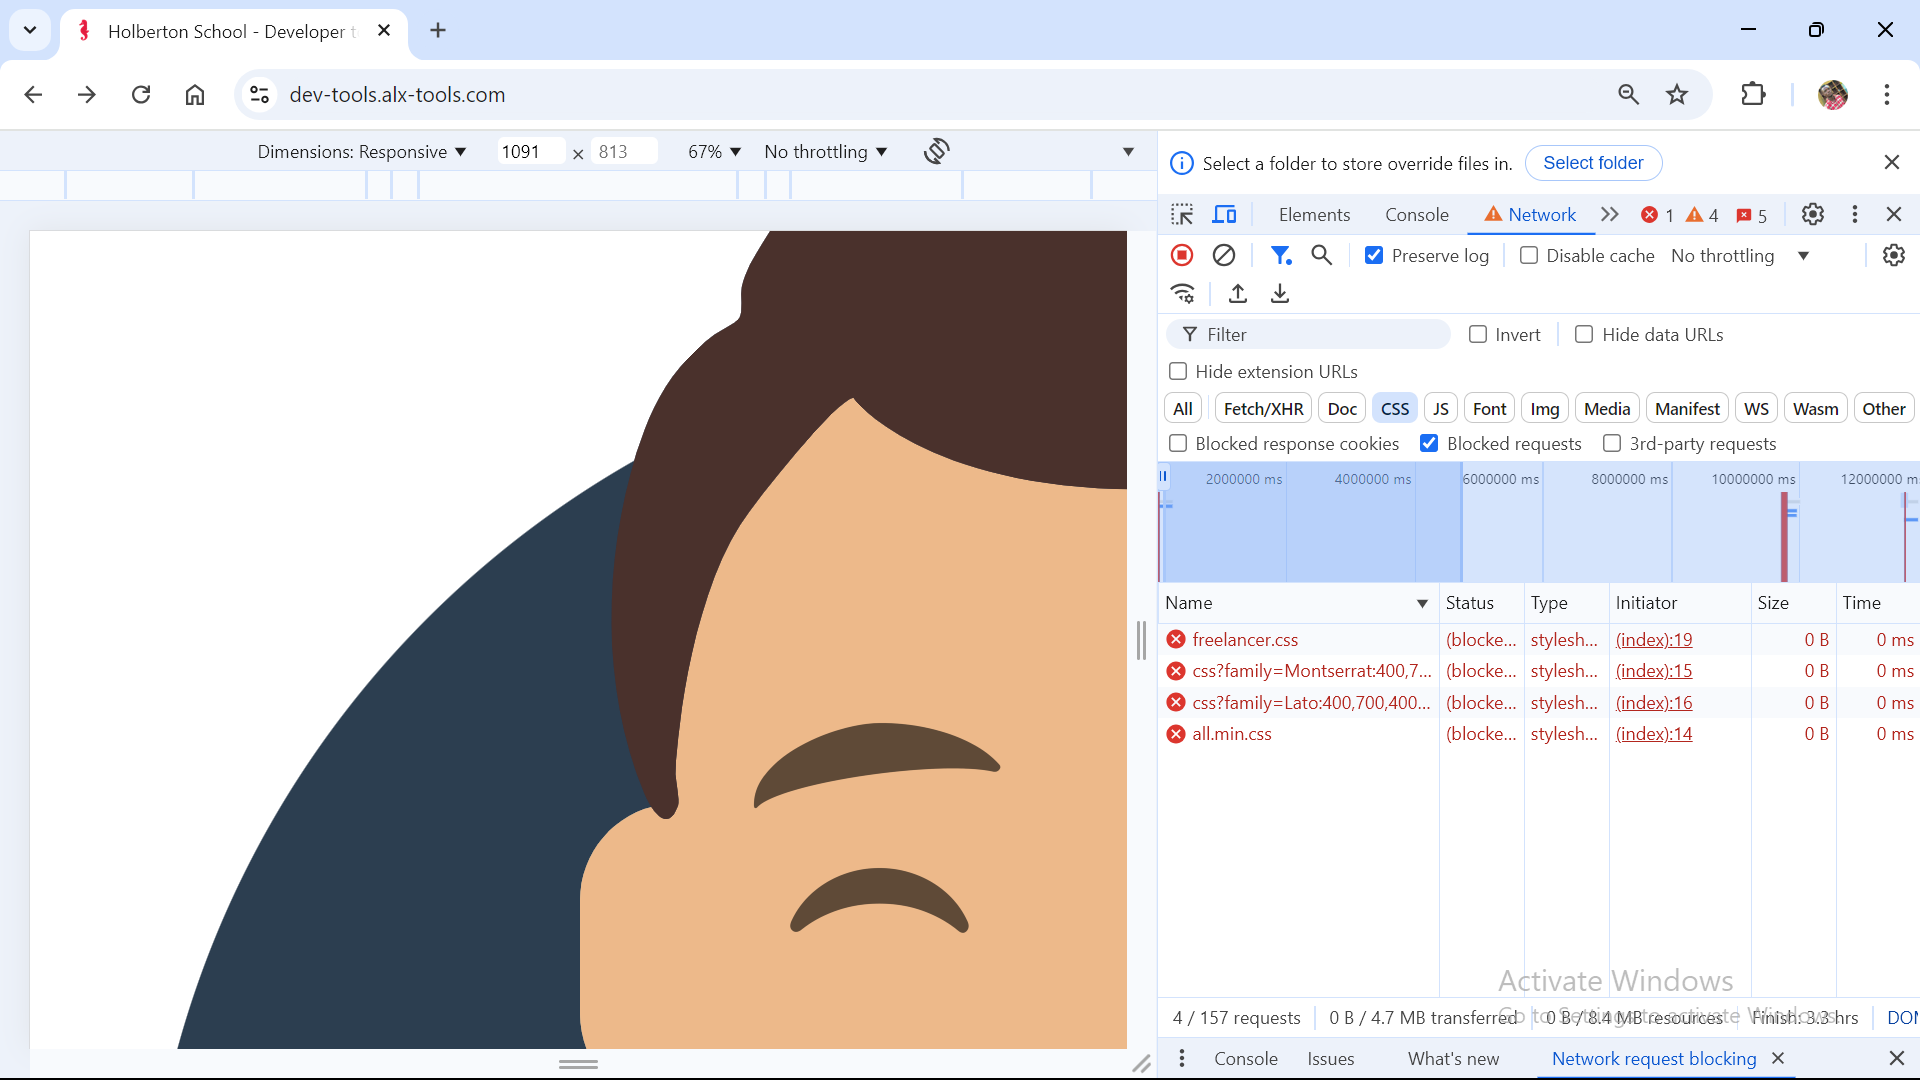 Holberton School - Developer t
dev-tools.alx-tools.com
Dimensions: Responsive 1091 × 813 67% No throttling
Select a folder to store override files in. Select folder
Elements Console Network 1 4 5
Preserve log Disable cache No throttling
Filter Invert Hide data URLs
Hide extension URLs
All Fetch/XHR Doc CSS JS Font Img Media Manifest WS Wasm Other
Blocked response cookies Blocked requests 3rd-party requests
2000000 ms 4000000 ms 6000000 ms 8000000 ms 10000000 ms 12000000 m
Name Status Type Initiator Size Time
freelancer.css (blocke... stylesh... (index):19 0 B 0 ms
css?family=Montserrat:400,7... (blocke... stylesh... (index):15 0 B 0 ms
css?family=Lato:400,700,400... (blocke... stylesh... (index):16 0 B 0 ms
all.min.css (blocke... stylesh... (index):14 0 B 0 ms
Activate Windows
Go to Settings to activate Windows.
4 / 157 requests 0 B / 4.7 MB transferred 0 B / 8.4 MB resources Finish: 3.3 hrs DO
Console Issues What's new Network request blocking